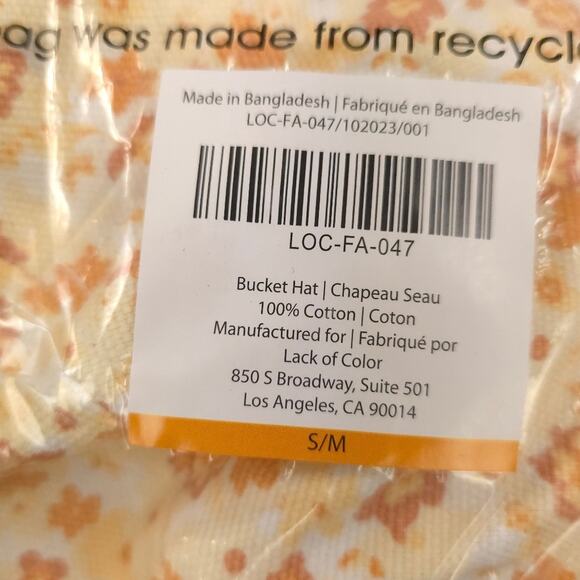 bag was made from recycl
Made in Bangladesh | Fabriqué en Bangladesh
LOC-FA-047/102023/001
LOC-FA-047
Bucket Hat | Chapeau Seau
100% Cotton | Coton
Manufactured for | Fabriqué por
Lack of Color
850 S Broadway, Suite 501
Los Angeles, CA 90014
S/M